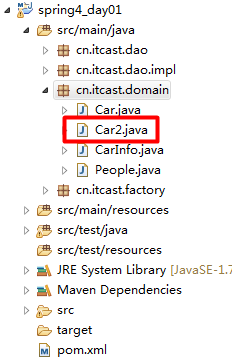 spring4_day01
src/main/java
cn.itcast.dao
cn.itcast.dao.impl
cn.itcast.domain
Car.java
Car2.java
CarInfo.java
People.java
cn.itcast.factory
src/main/resources
src/test/java
src/test/resources
JRE System Library [JavaSE-1.7
Maven Dependencies
src
target
pom.xml